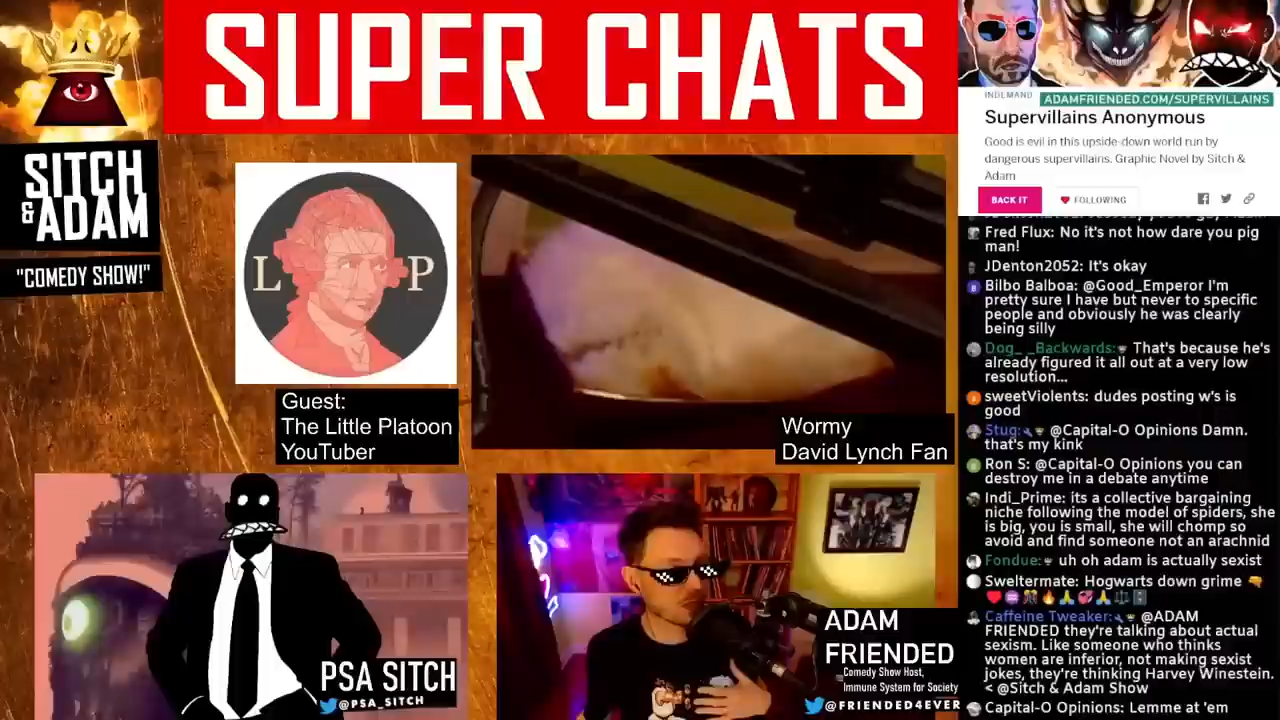 SUPER CHATS
SITCH
& ADAM
"COMEDY SHOW!"
L P
Guest:
The Little Platoon
YouTuber
Wormy
David Lynch Fan
PSA SITCH
@PSA_SITCH
ADAM
FRIENDED
Comedy Show Host,
Immune System for Society
@FRIENDED4EVER
INDEMAND
ADAMFRIENDED.COM/SUPERVILLAINS
Supervillains Anonymous
Good is evil in this upside-down world run by
dangerous supervillains. Graphic Novel by Sitch &
Adam
BACK IT
FOLLOWING
Fred Flux: No it's not how dare you pig
man!
JDenton2052: It's okay
Bilbo Balboa: @Good_Emperor I'm
pretty sure I have but never to specific
people and obviously he was clearly
being silly
Dog_ _Backwards: That's because he's
already figured it all out at a very low
resolution...
sweetViolents: dudes posting w's is
good
Stuq: @Capital-O Opinions Damn.
that's my kink
Ron S: @Capital-O Opinions you can
destroy me in a debate anytime
Indi_Prime: its a collective bargaining
niche following the model of spiders, she
is big, you is small, she will chomp so
avoid and find someone not an arachnid
Fondue: uh oh adam is actually sexist
Sweltermate: Hogwarts down grime
Caffeine Tweaker: @ADAM
FRIENDED they're talking about actual
sexism. Like someone who thinks
women are inferior, not making sexist
jokes, they're thinking Harvey Winestein.
< @Sitch & Adam Show
Capital-O Opinions: Lemme at 'em